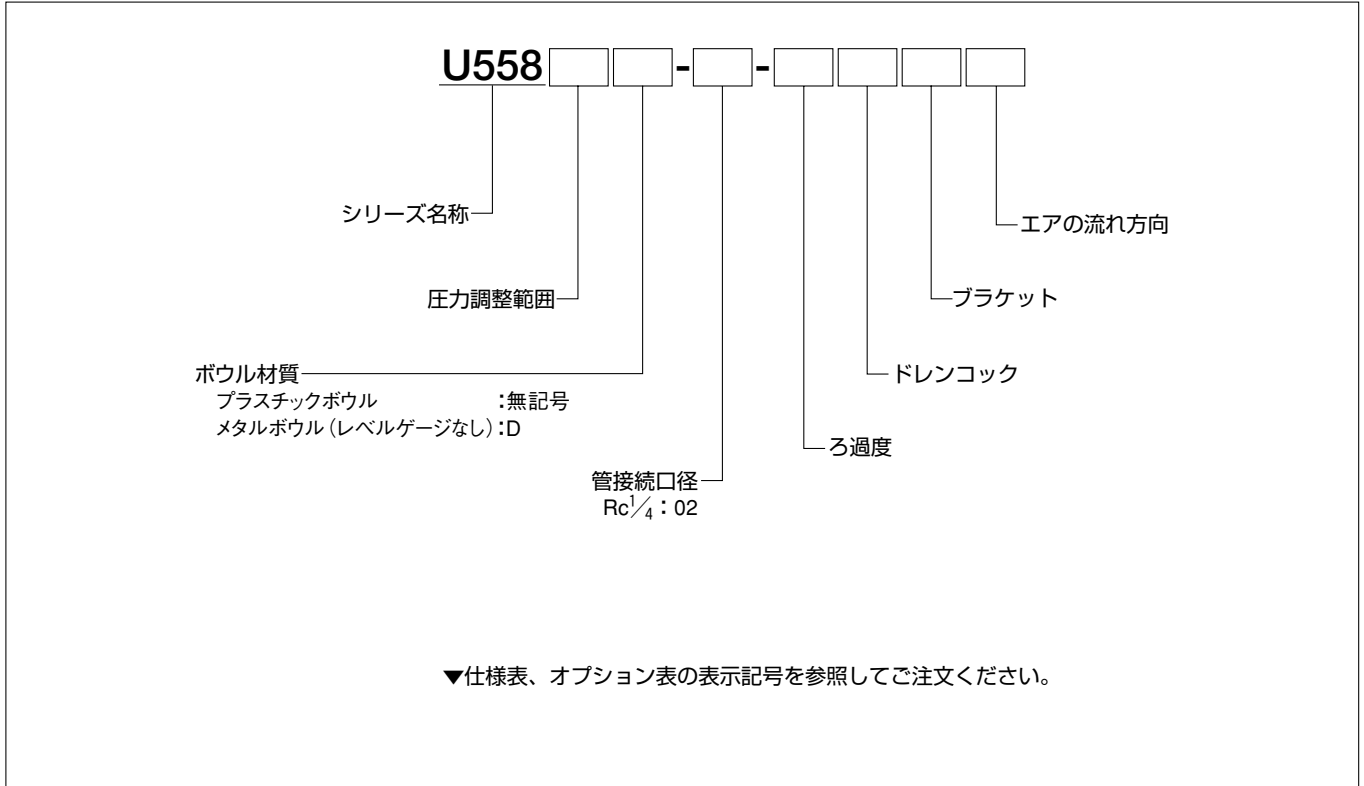 U558 - -
シリーズ名称
エアの流れ方向
圧力調整範囲
ブラケット
ボウル材質
ドレンコック
プラスチックボウル :無記号
メタルボウル(レベルゲージなし):D
ろ過度
管接続口径
Rc1/4:02
▼仕様表、オプション表の表示記号を参照してご注文ください。